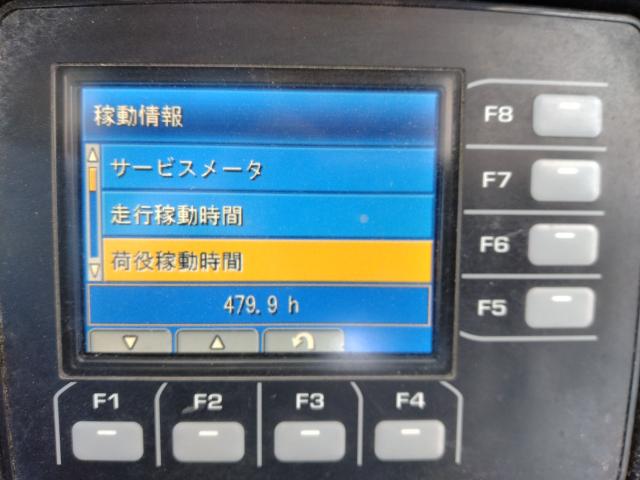 稼動情報
サービスメータ
走行稼動時間
荷役稼動時間
479.9 h
F8
F7
F6
F5
F1 F2 F3 F4